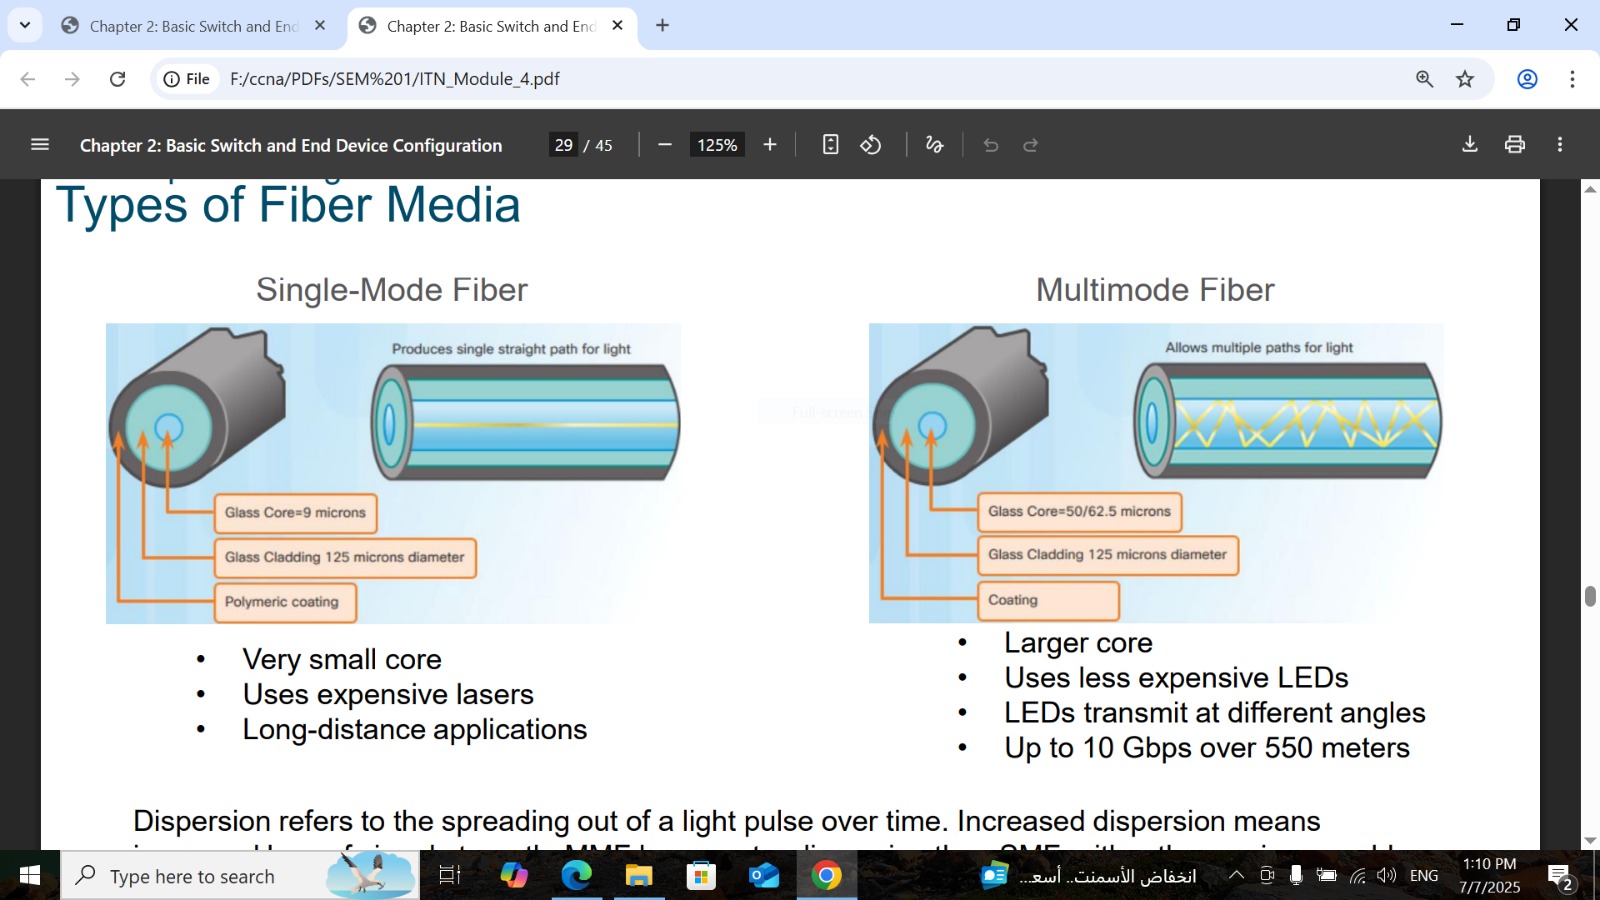 Chapter 2: Basic Switch and End
Chapter 2: Basic Switch and End
File
F:/ccna/PDFs/SEM%201/ITN_Module_4.pdf
Chapter 2: Basic Switch and End Device Configuration
29 / 45
125%
Types of Fiber Media
Single-Mode Fiber
Produces single straight path for light
Glass Core=9 microns
Glass Cladding 125 microns diameter
Polymeric coating
• Very small core
• Uses expensive lasers
• Long-distance applications
Multimode Fiber
Allows multiple paths for light
Glass Core=50/62.5 microns
Glass Cladding 125 microns diameter
Coating
• Larger core
• Uses less expensive LEDs
• LEDs transmit at different angles
• Up to 10 Gbps over 550 meters
Full-screen
Dispersion refers to the spreading out of a light pulse over time. Increased dispersion means
Type here to search
انخفاض الأسمنت.. أسعـ...
ENG
1:10 PM
7/7/2025
2